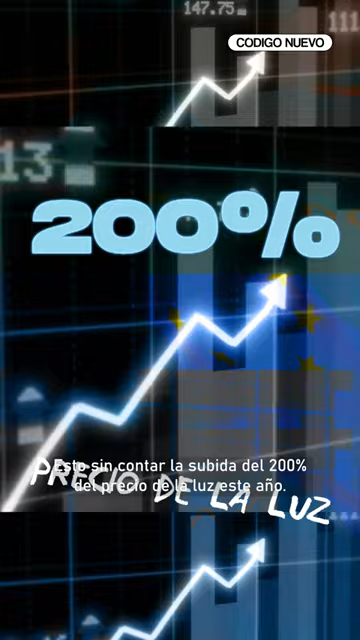 147.75
CODIGO NUEVO
111
13
200%
Esto sin contar la subida del 200%
del precio de la luz este año.
PRECIO DE LA LUZ